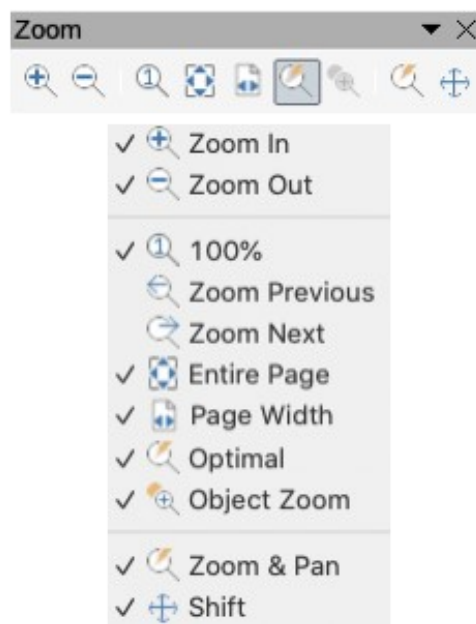 Zoom
Zoom In
Zoom Out
100%
Zoom Previous
Zoom Next
Entire Page
Page Width
Optimal
Object Zoom
Zoom & Pan
Shift